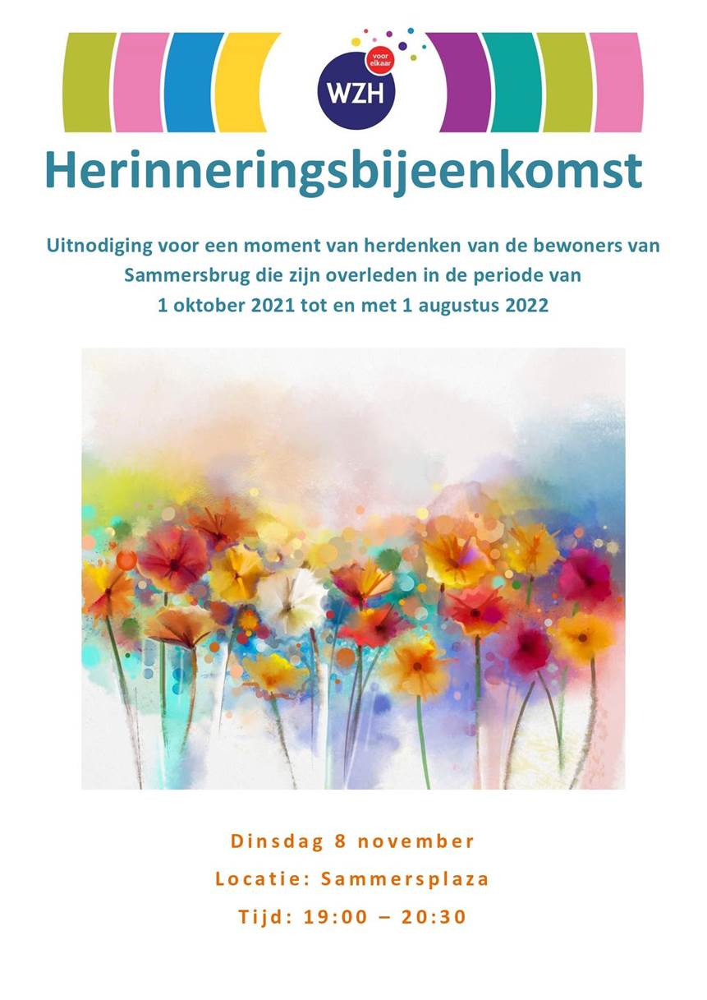 voor
elkaar
WZH
Herinneringsbijeenkomst
Uitnodiging voor een moment van herdenken van de bewoners van
Sammersbrug die zijn overleden in de periode van
1 oktober 2021 tot en met 1 augustus 2022
Dinsdag 8 november
Locatie: Sammersplaza
Tijd: 19:00 – 20:30